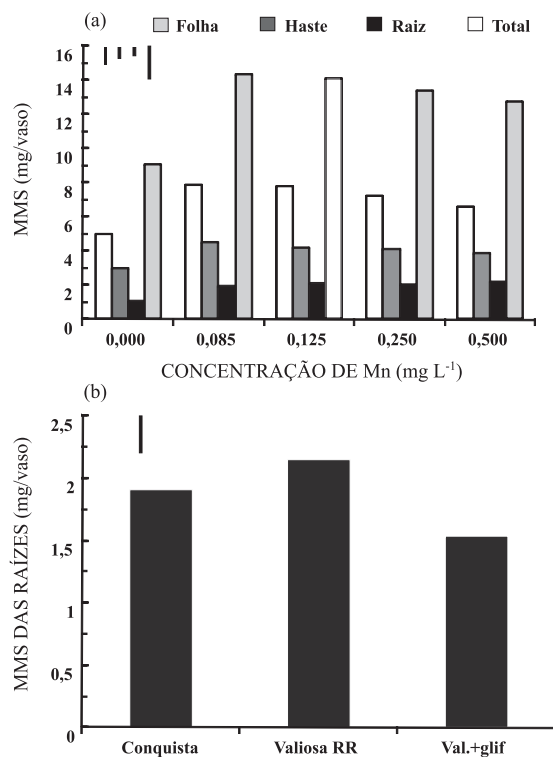 (a)
Folha Haste Raiz Total
MMS (mg/vaso)
16
14
12
10
8
6
4
2
0
0,000 0,085 0,125 0,250 0,500
CONCENTRAÇÃO DE Mn (mg L⁻¹)
(b)
MMS DAS RAÍZES (mg/vaso)
2,5
2
1,5
1
0,5
0
Conquista Valiosa RR Val.+glif